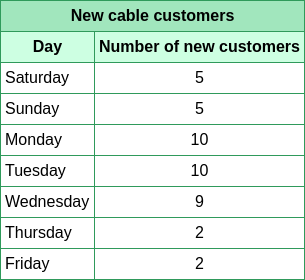 New cable customers
Day Number of new customers
Saturday 5
Sunday 5
Monday 10
Tuesday 10
Wednesday 9
Thursday 2
Friday 2